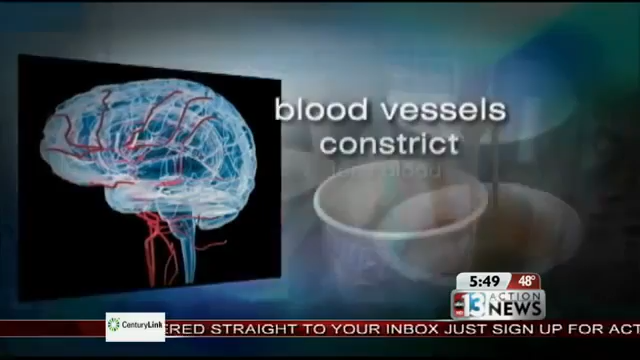 blood vessels
constrict
5:49 48°
13 ACTION
NEWS
CenturyLink
ERED STRAIGHT TO YOUR INBOX JUST SIGN UP FOR ACT